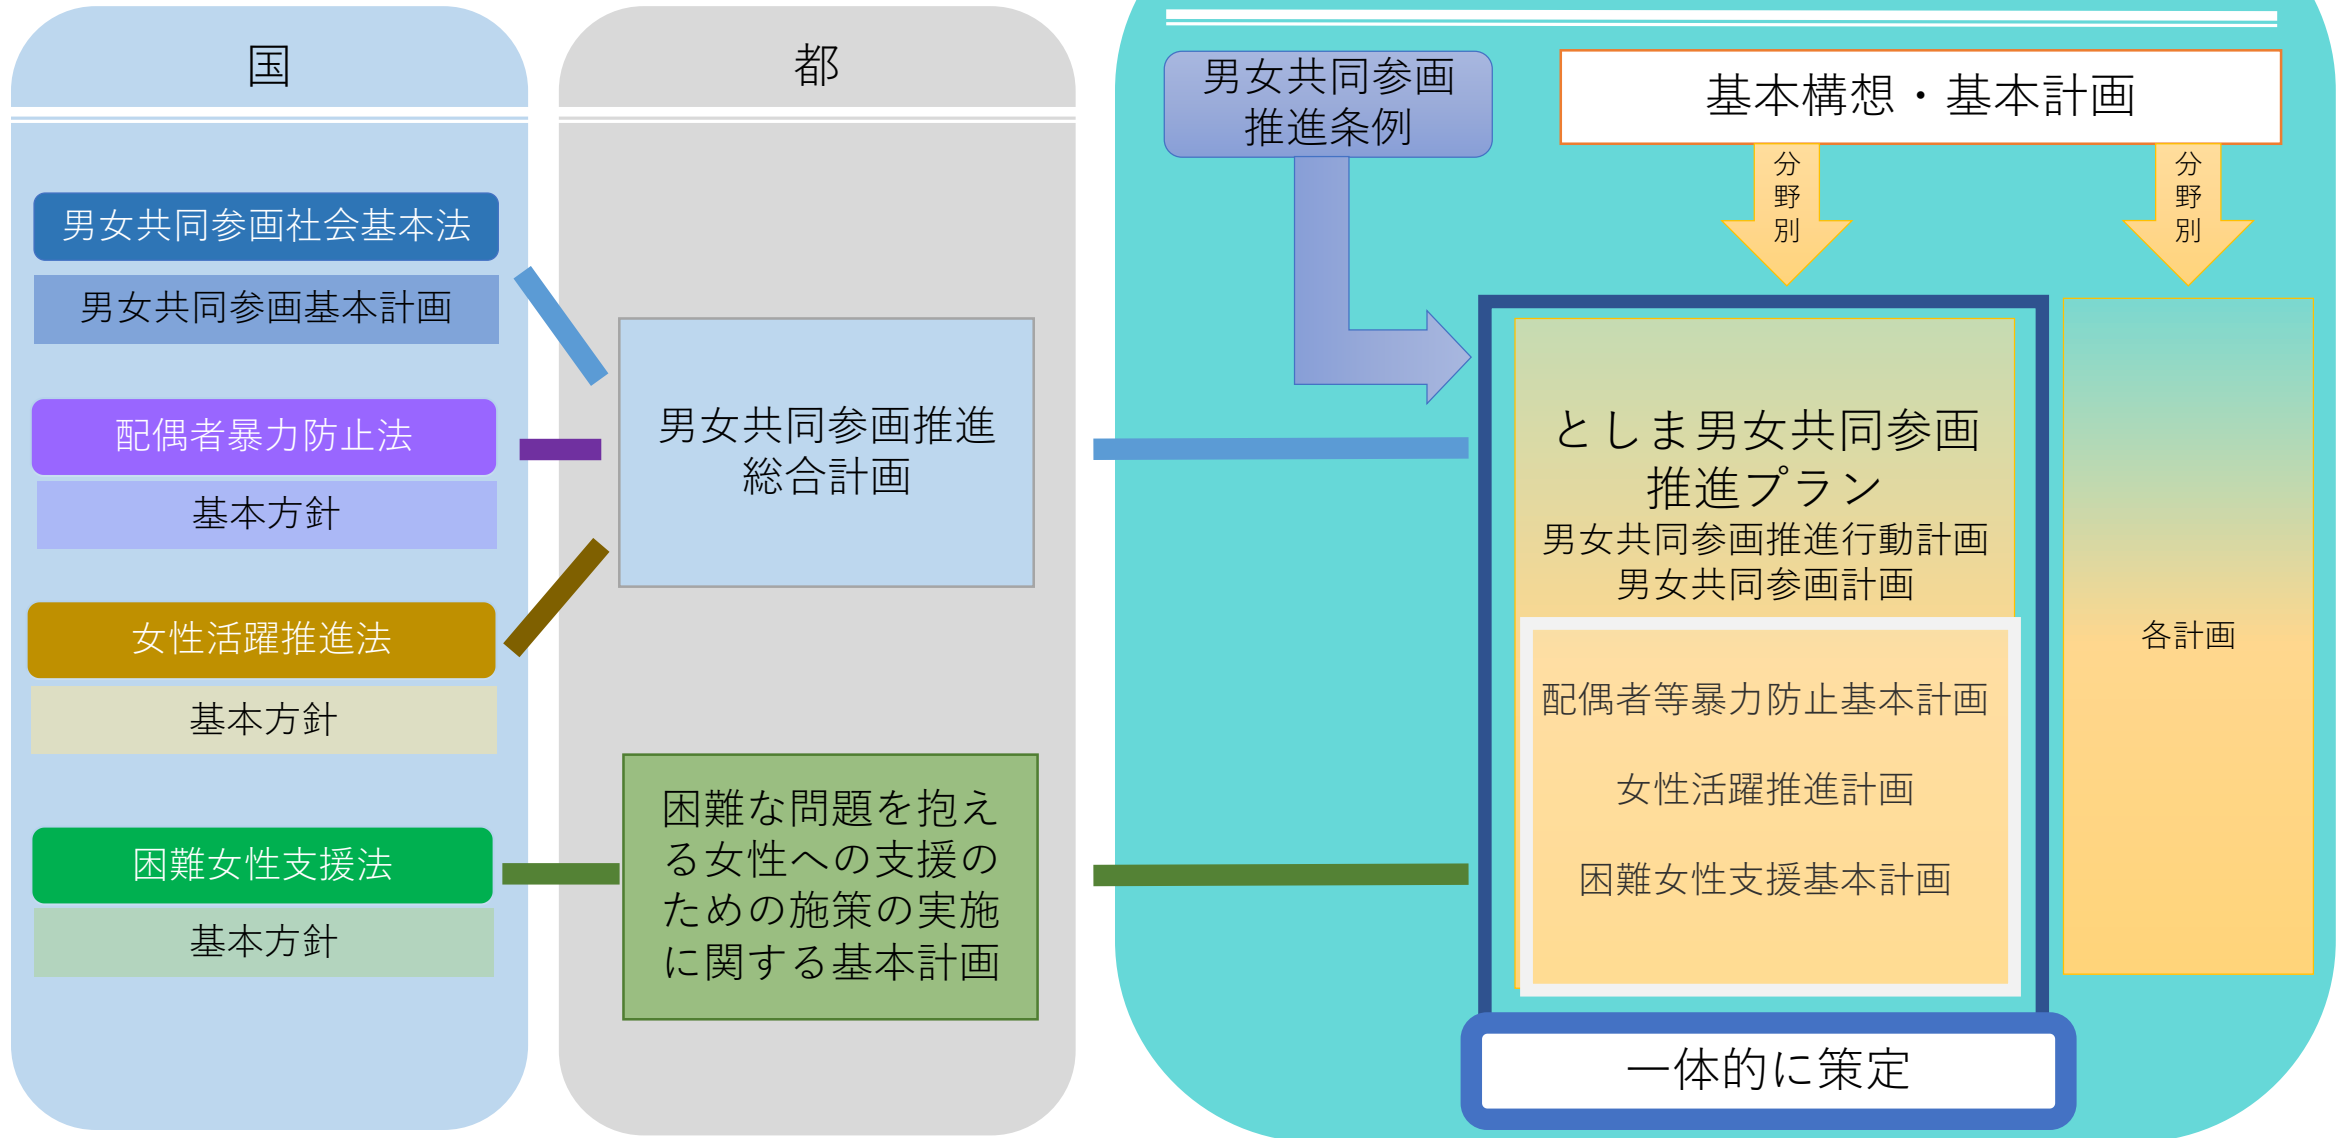 国
男女共同参画社会基本法
男女共同参画基本計画
配偶者暴力防止法
基本方針
女性活躍推進法
基本方針
困難女性支援法
基本方針
都
男女共同参画推進
総合計画
困難な問題を抱え
る女性への支援の
ための施策の実施
に関する基本計画
男女共同参画
推進条例
基本構想・基本計画
分
野
別
分
野
別
としま男女共同参画
推進プラン
男女共同参画推進行動計画
男女共同参画計画
配偶者等暴力防止基本計画
女性活躍推進計画
困難女性支援基本計画
各計画
一体的に策定